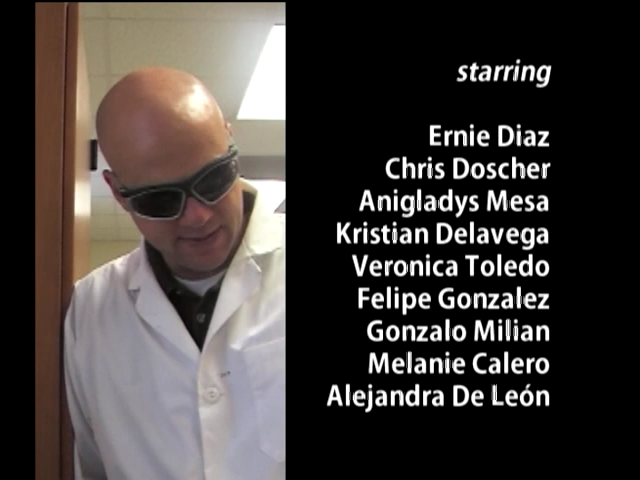 starring
Ernie Diaz
Chris Doscher
Anigladys Mesa
Kristian Delavega
Veronica Toledo
Felipe Gonzalez
Gonzalo Milian
Melanie Calero
Alejandra De León